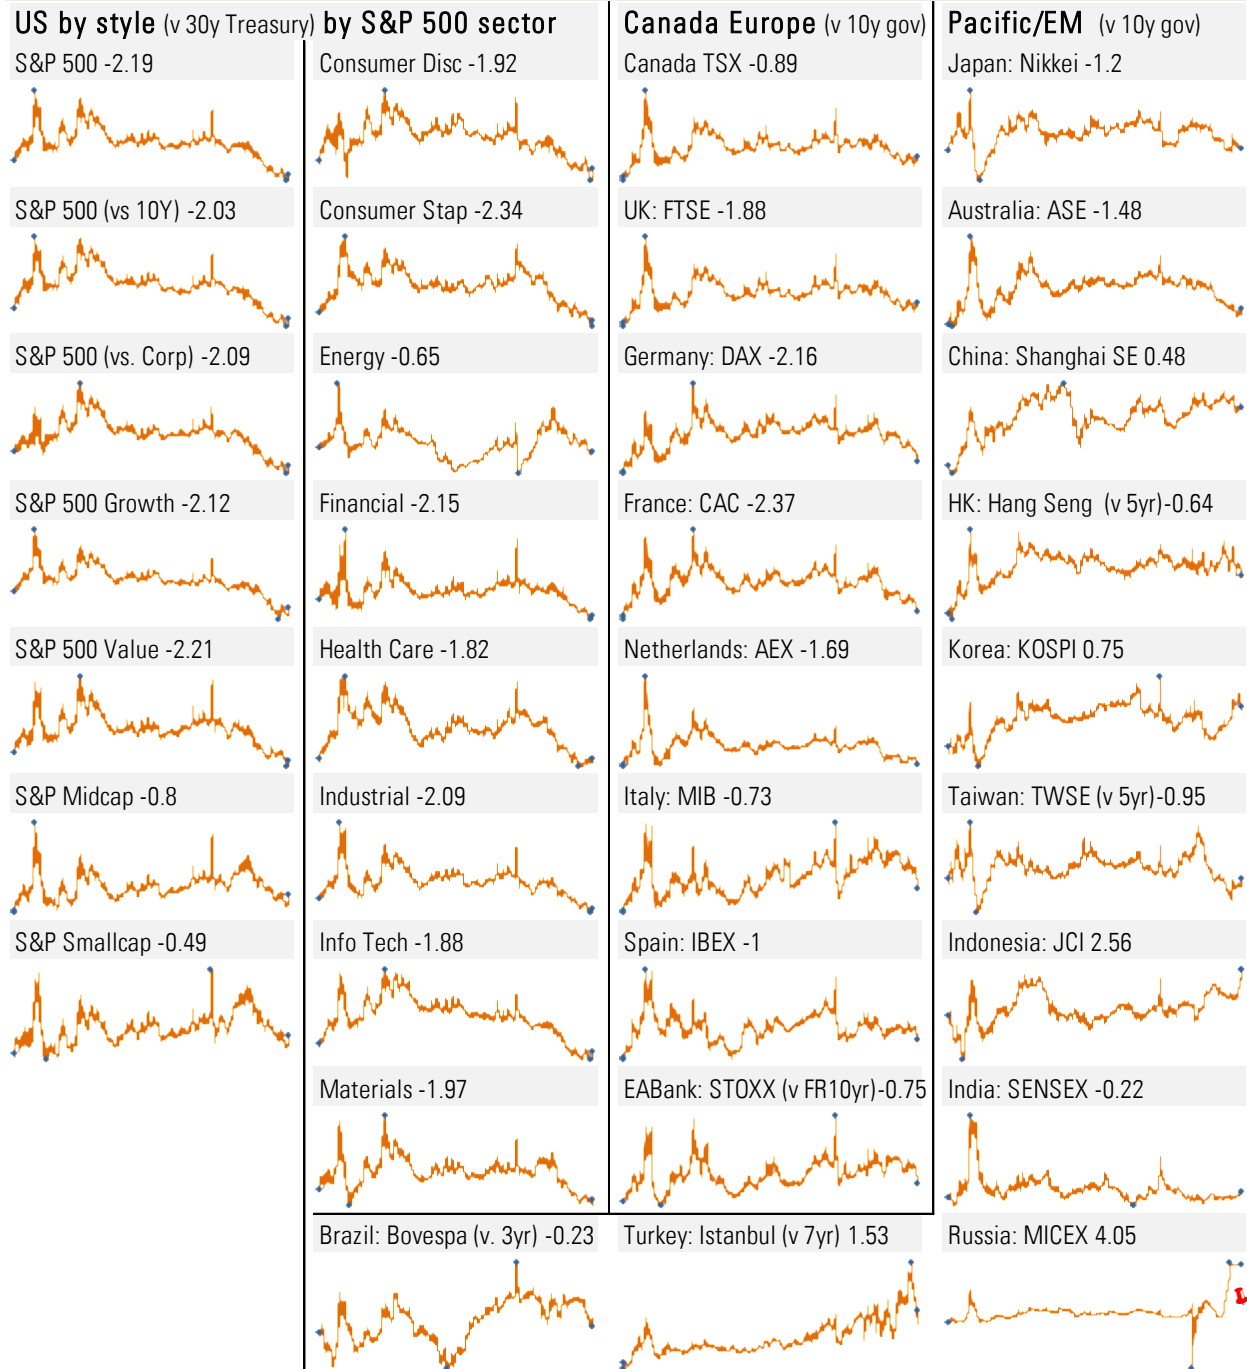 US by style (v 30y Treasury) by S&P 500 sector Canada Europe (v 10y gov) Pacific/EM (v 10y gov)
S&P 500 -2.19 Consumer Disc -1.92 Canada TSX -0.89 Japan: Nikkei -1.2
S&P 500 (vs 10Y) -2.03 Consumer Stap -2.34 UK: FTSE -1.88 Australia: ASE -1.48
S&P 500 (vs. Corp) -2.09 Energy -0.65 Germany: DAX -2.16 China: Shanghai SE 0.48
S&P 500 Growth -2.12 Financial -2.15 France: CAC -2.37 HK: Hang Seng (v 5yr)-0.64
S&P 500 Value -2.21 Health Care -1.82 Netherlands: AEX -1.69 Korea: KOSPI 0.75
S&P Midcap -0.8 Industrial -2.09 Italy: MIB -0.73 Taiwan: TWSE (v 5yr)-0.95
S&P Smallcap -0.49 Info Tech -1.88 Spain: IBEX -1 Indonesia: JCI 2.56
Materials -1.97 EABank: STOXX (v FR10yr)-0.75 India: SENSEX -0.22
Brazil: Bovespa (v. 3yr) -0.23 Turkey: Istanbul (v 7yr) 1.53 Russia: MICEX 4.05